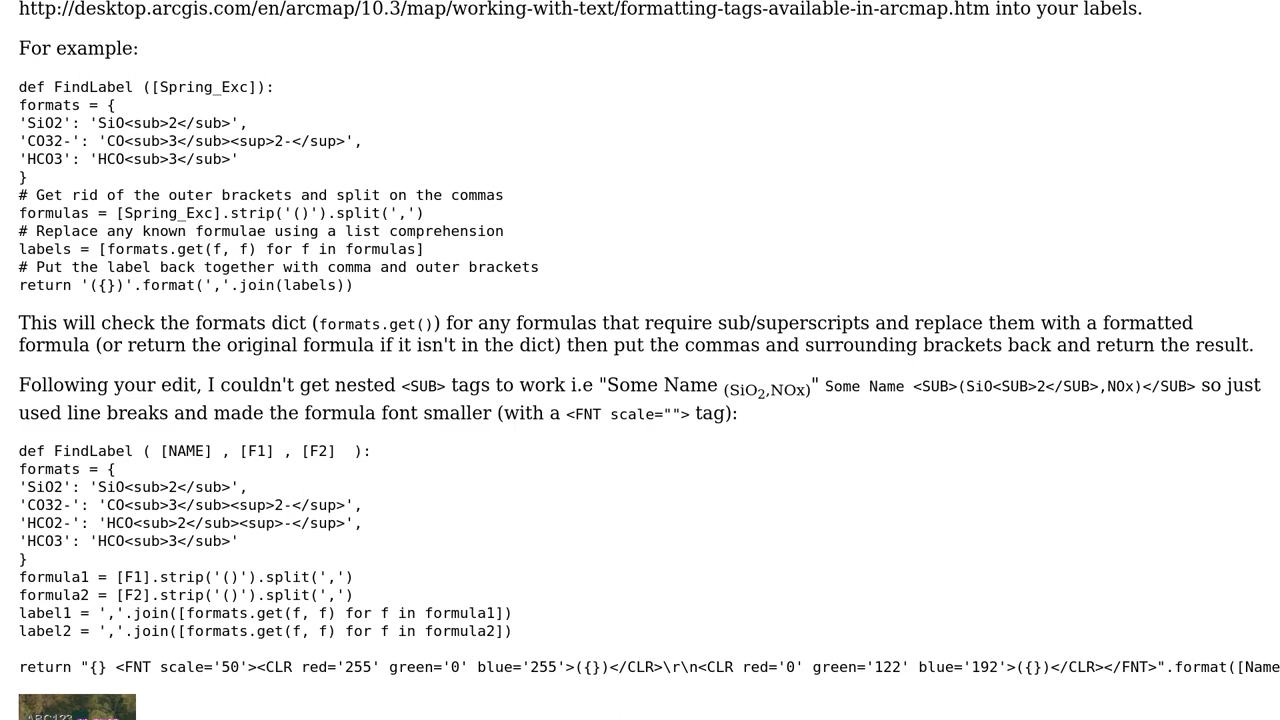 http://desktop.arcgis.com/en/arcmap/10.3/map/working-with-text/formatting-tags-available-in-arcmap.htm into your labels.
For example:
def FindLabel ([Spring_Exc]):
formats = {
'SiO2': 'SiO<sub>2</sub>',
'CO32-': 'CO<sub>3</sub><sup>2-</sup>',
'HCO3': 'HCO<sub>3</sub>'
}
# Get rid of the outer brackets and split on the commas
formulas = [Spring_Exc].strip('()').split(',')
# Replace any known formulae using a list comprehension
labels = [formats.get(f, f) for f in formulas]
# Put the label back together with comma and outer brackets
return '({})'.format(','.join(labels))
This will check the formats dict (formats.get()) for any formulas that require sub/superscripts and replace them with a formatted
formula (or return the original formula if it isn't in the dict) then put the commas and surrounding brackets back and return the result.
Following your edit, I couldn't get nested <SUB> tags to work i.e "Some Name (SiO2,NOx)" Some Name <SUB>(SiO<SUB>2</SUB>,NOx)</SUB> so just
used line breaks and made the formula font smaller (with a <FNT scale=""> tag):
def FindLabel ( [NAME] , [F1] , [F2]  ):
formats = {
'SiO2': 'SiO<sub>2</sub>',
'CO32-': 'CO<sub>3</sub><sup>2-</sup>',
'HCO2-': 'HCO<sub>2</sub><sup>-</sup>',
'HCO3': 'HCO<sub>3</sub>'
}
formula1 = [F1].strip('()').split(',')
formula2 = [F2].strip('()').split(',')
label1 = ','.join([formats.get(f, f) for f in formula1])
label2 = ','.join([formats.get(f, f) for f in formula2])
return "{} <FNT scale='50'><CLR red='255' green='0' blue='255'>({})</CLR>\r\n<CLR red='0' green='122' blue='192'>({})</CLR></FNT>".format([Name